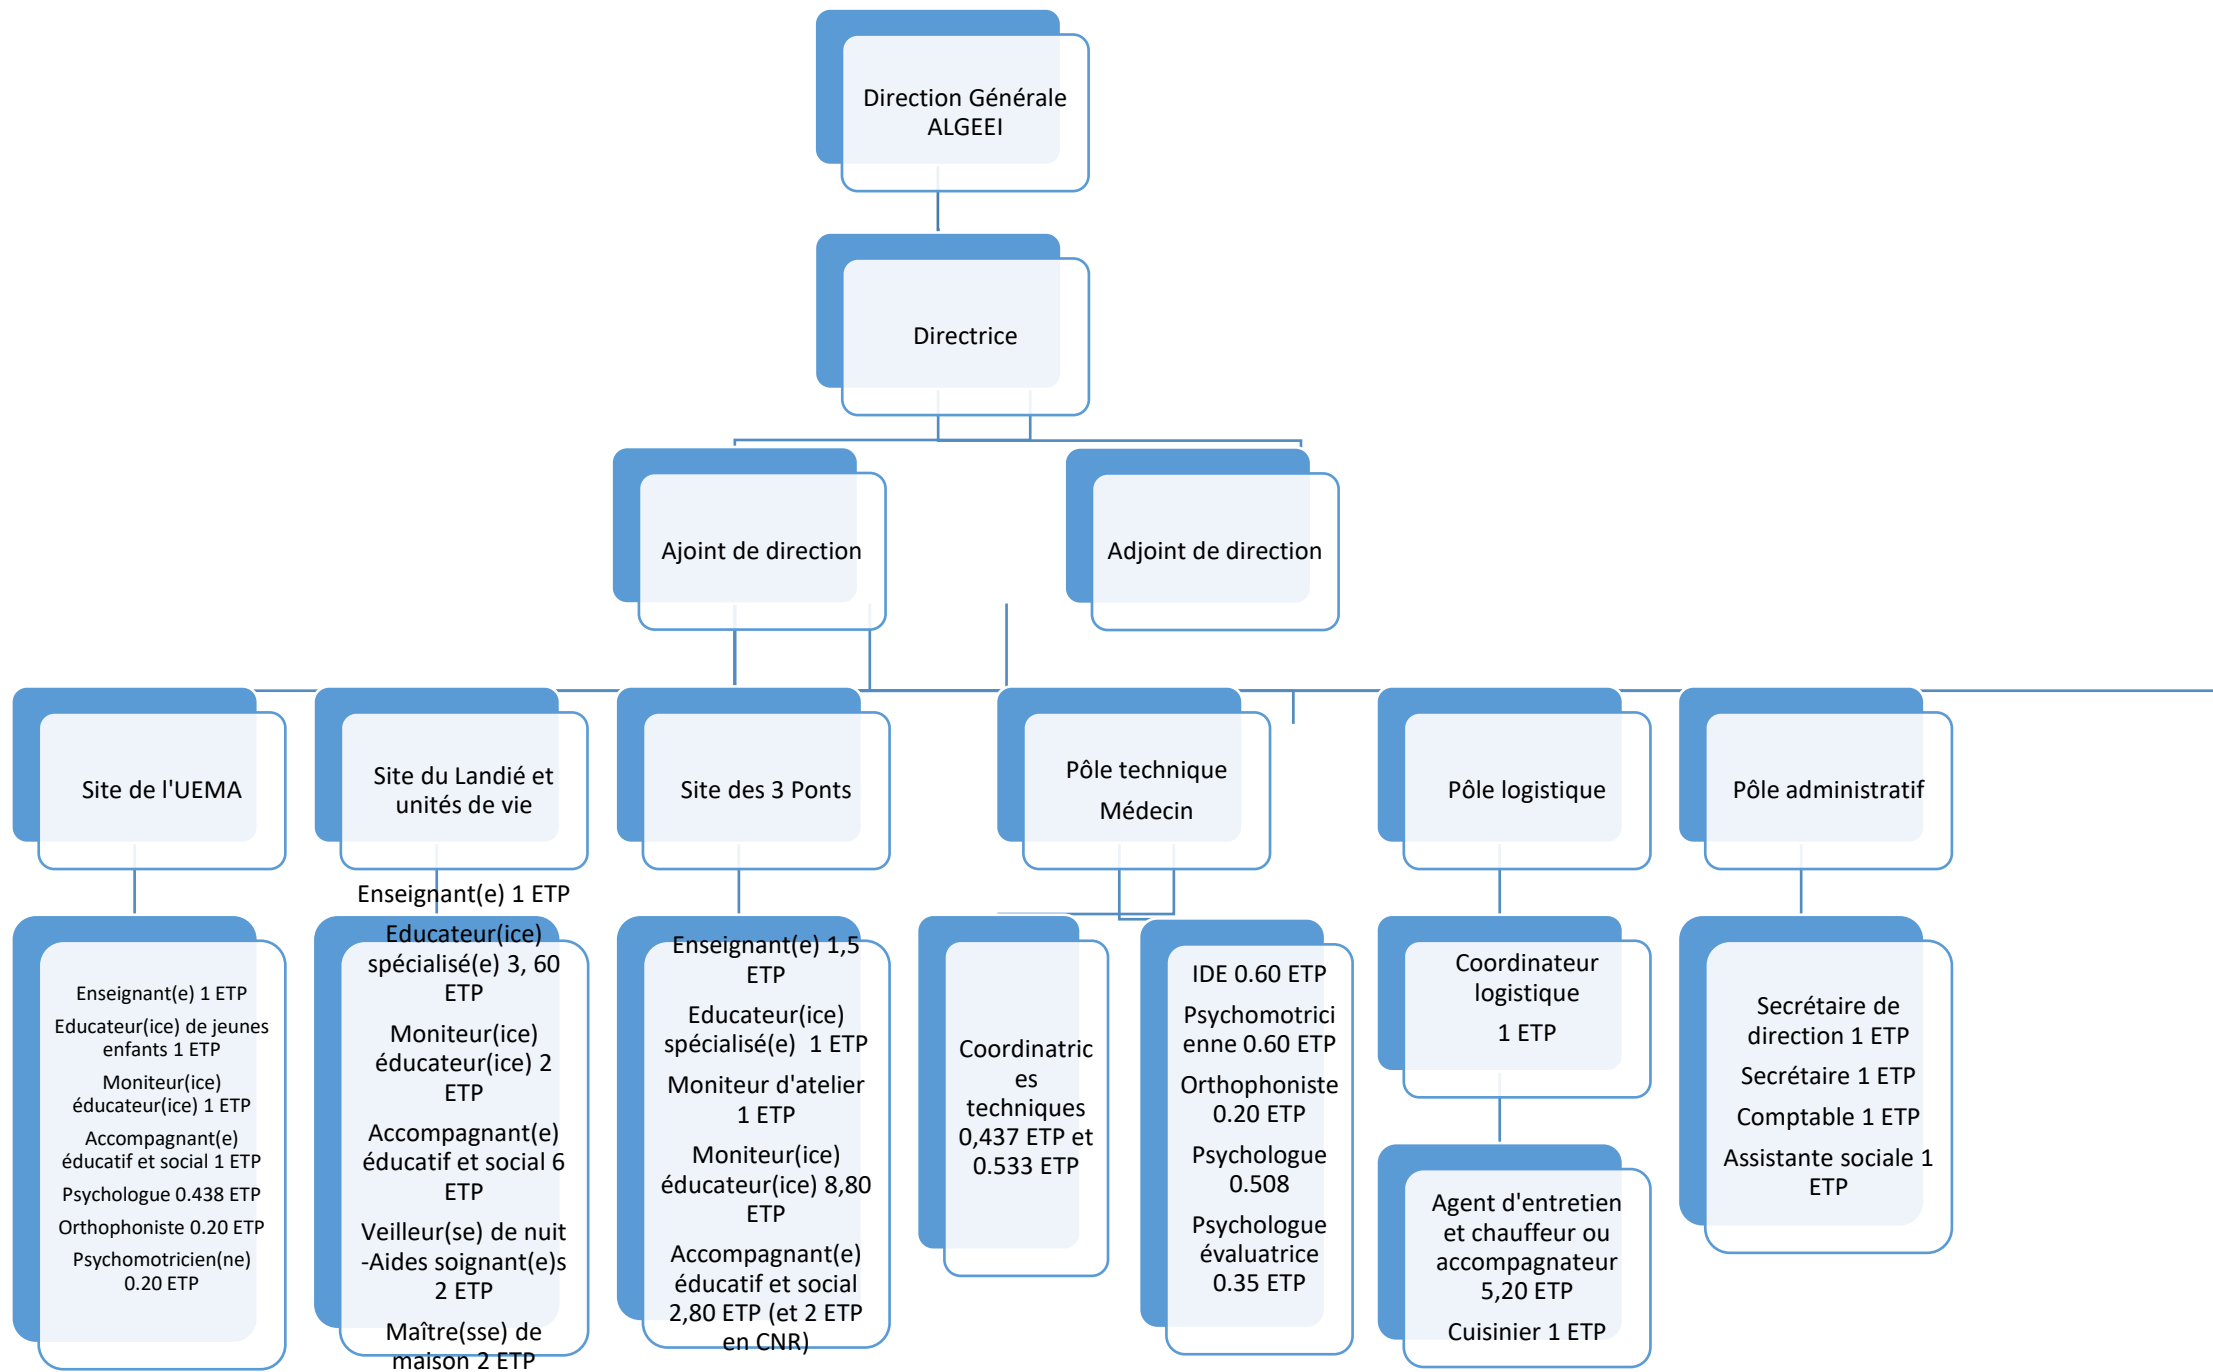 Direction Générale
ALGEEI
Directrice
Ajoint de direction
Adjoint de direction
Site de l'UEMA
Site du Landié et
unités de vie
Site des 3 Ponts
Pôle technique
Médecin
Pôle logistique
Pôle administratif
Enseignant(e) 1 ETP
Educateur(ice) de jeunes
enfants 1 ETP
Moniteur(ice)
éducateur(ice) 1 ETP
Accompagnant(e)
éducatif et social 1 ETP
Psychologue 0.438 ETP
Orthophoniste 0.20 ETP
Psychomotricien(ne)
0.20 ETP
Enseignant(e) 1 ETP
Educateur(ice)
spécialisé(e) 3, 60
ETP
Moniteur(ice)
éducateur(ice) 2
ETP
Accompagnant(e)
éducatif et social 6
ETP
Veilleur(se) de nuit
-Aides soignant(e)s
2 ETP
Maître(sse) de
maison 2 ETP
Enseignant(e) 1,5
ETP
Educateur(ice)
spécialisé(e)  1 ETP
Moniteur d'atelier
1 ETP
Moniteur(ice)
éducateur(ice) 8,80
ETP
Accompagnant(e)
éducatif et social
2,80 ETP (et 2 ETP
en CNR)
Coordinatric
es
techniques
0,437 ETP et
0.533 ETP
IDE 0.60 ETP
Psychomotrici
enne 0.60 ETP
Orthophoniste
0.20 ETP
Psychologue
0.508
Psychologue
évaluatrice
0.35 ETP
Coordinateur
logistique
1 ETP
Agent d'entretien
et chauffeur ou
accompagnateur
5,20 ETP
Cuisinier 1 ETP
Secrétaire de
direction 1 ETP
Secrétaire 1 ETP
Comptable 1 ETP
Assistante sociale 1
ETP